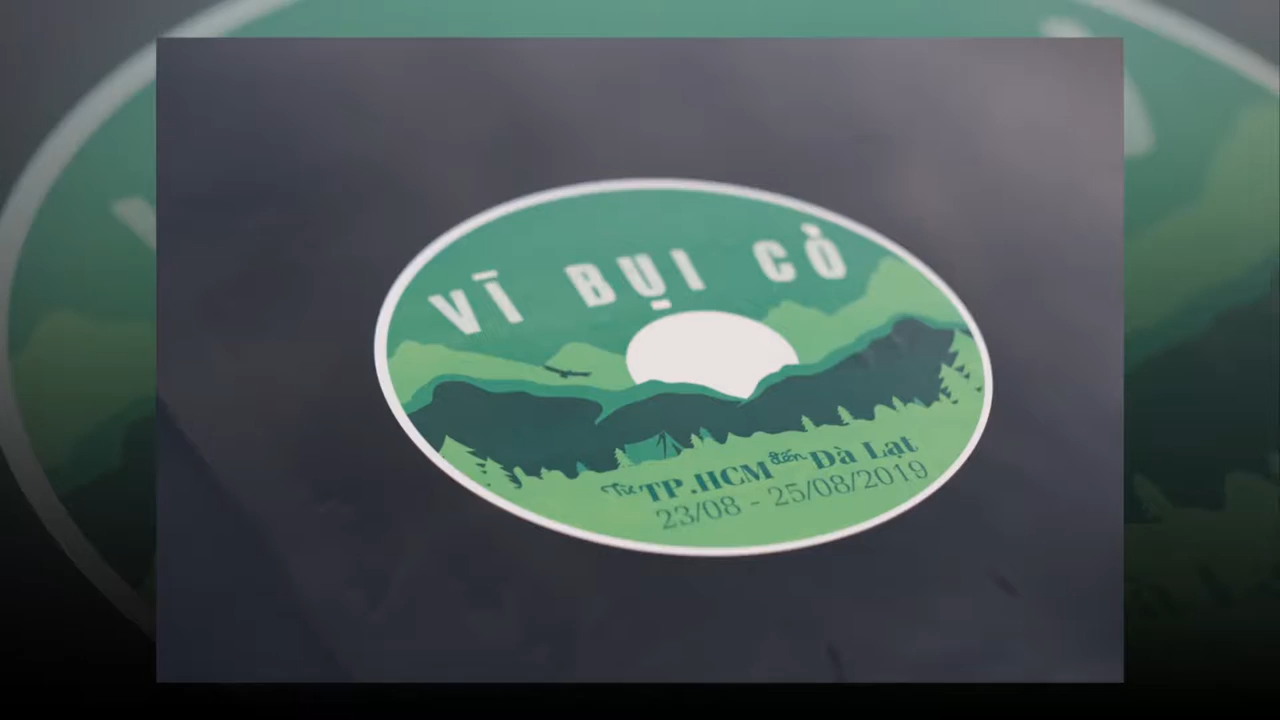 VĨ BỤI CỎ
Từ TP.HCM đến Đà Lạt
23/08 - 25/08/2019